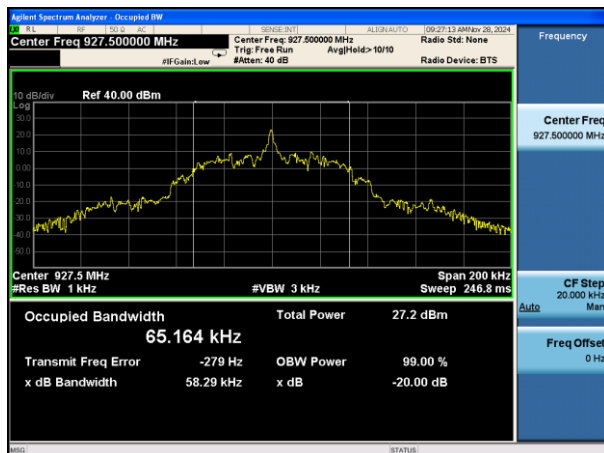 Agilent Spectrum Analyzer - Occupied BW
RL RF 50 Ω AC SENSE:INT ALIGNAUTO 09:27:13 AM Nov 28, 2024
Center Freq 927.500000 MHz Center Freq: 927.500000 MHz Radio Std: None Frequency
Trig: Free Run Avg|Hold:>10/10
#IFGain:Low #Atten: 40 dB Radio Device: BTS
10 dB/div Ref 40.00 dBm
Log
30.0
20.0
10.0
0.00
-10.0
-20.0
-30.0
-40.0
-50.0
Center Freq
927.500000 MHz
Center 927.5 MHz Span 200 kHz
#Res BW 1 kHz #VBW 3 kHz Sweep 246.8 ms
CF Step
20.000 kHz
Auto Man
Occupied Bandwidth Total Power 27.2 dBm
65.164 kHz
Transmit Freq Error -279 Hz OBW Power 99.00 %
x dB Bandwidth 58.29 kHz x dB -20.00 dB
Freq Offset
0 Hz
MSG STATUS